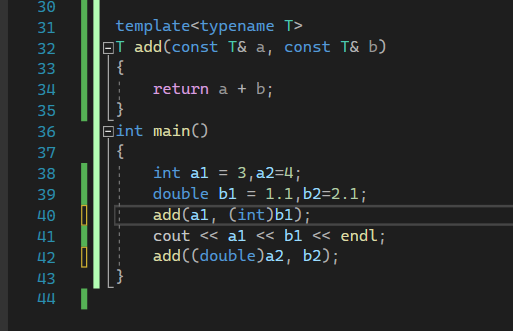 30
31 template<typename T>
32 T add(const T& a, const T& b)
33 {
34     return a + b;
35 }
36 int main()
37 {
38     int a1 = 3,a2=4;
39     double b1 = 1.1,b2=2.1;
40     add(a1, (int)b1);
41     cout << a1 << b1 << endl;
42     add((double)a2, b2);
43 }
44